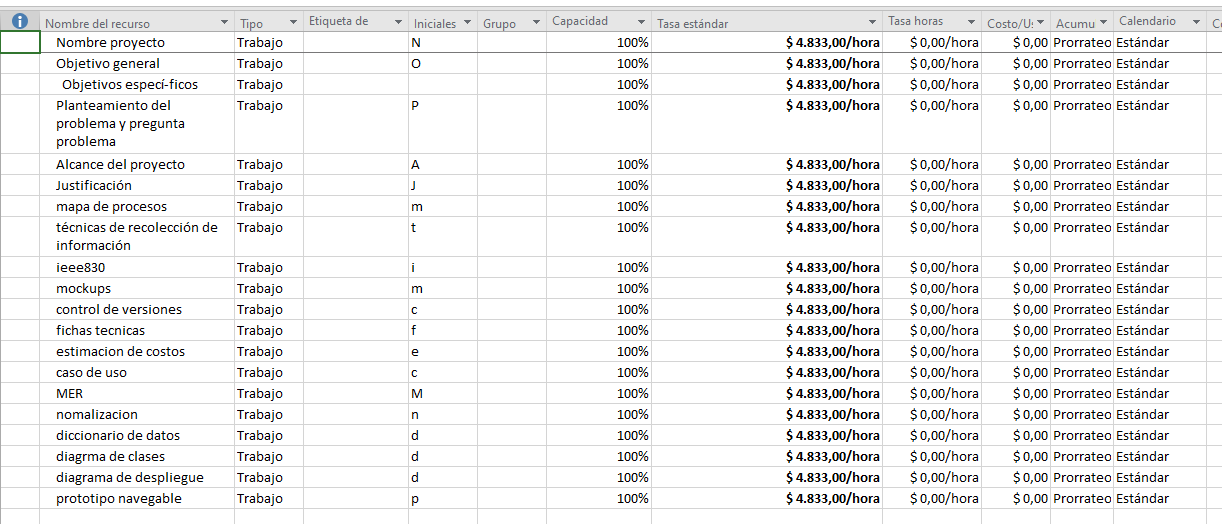 Nombre del recurso Tipo Etiqueta de Iniciales Grupo Capacidad Tasa estándar Tasa horas Costo/Us Acumu Calendario
Nombre proyecto Trabajo N 100% $ 4.833,00/hora $ 0,00/hora $ 0,00 Prorrateo Estándar
Objetivo general Trabajo O 100% $ 4.833,00/hora $ 0,00/hora $ 0,00 Prorrateo Estándar
Objetivos especí-ficos Trabajo 100% $ 4.833,00/hora $ 0,00/hora $ 0,00 Prorrateo Estándar
Planteamiento del Trabajo P 100% $ 4.833,00/hora $ 0,00/hora $ 0,00 Prorrateo Estándar
problema y pregunta
problema
Alcance del proyecto Trabajo A 100% $ 4.833,00/hora $ 0,00/hora $ 0,00 Prorrateo Estándar
Justificación Trabajo J 100% $ 4.833,00/hora $ 0,00/hora $ 0,00 Prorrateo Estándar
mapa de procesos Trabajo m 100% $ 4.833,00/hora $ 0,00/hora $ 0,00 Prorrateo Estándar
técnicas de recolección de Trabajo t 100% $ 4.833,00/hora $ 0,00/hora $ 0,00 Prorrateo Estándar
información
ieee830 Trabajo i 100% $ 4.833,00/hora $ 0,00/hora $ 0,00 Prorrateo Estándar
mockups Trabajo m 100% $ 4.833,00/hora $ 0,00/hora $ 0,00 Prorrateo Estándar
control de versiones Trabajo c 100% $ 4.833,00/hora $ 0,00/hora $ 0,00 Prorrateo Estándar
fichas tecnicas Trabajo f 100% $ 4.833,00/hora $ 0,00/hora $ 0,00 Prorrateo Estándar
estimacion de costos Trabajo e 100% $ 4.833,00/hora $ 0,00/hora $ 0,00 Prorrateo Estándar
caso de uso Trabajo c 100% $ 4.833,00/hora $ 0,00/hora $ 0,00 Prorrateo Estándar
MER Trabajo M 100% $ 4.833,00/hora $ 0,00/hora $ 0,00 Prorrateo Estándar
nomalizacion Trabajo n 100% $ 4.833,00/hora $ 0,00/hora $ 0,00 Prorrateo Estándar
diccionario de datos Trabajo d 100% $ 4.833,00/hora $ 0,00/hora $ 0,00 Prorrateo Estándar
diagrma de clases Trabajo d 100% $ 4.833,00/hora $ 0,00/hora $ 0,00 Prorrateo Estándar
diagrama de despliegue Trabajo d 100% $ 4.833,00/hora $ 0,00/hora $ 0,00 Prorrateo Estándar
prototipo navegable Trabajo p 100% $ 4.833,00/hora $ 0,00/hora $ 0,00 Prorrateo Estándar